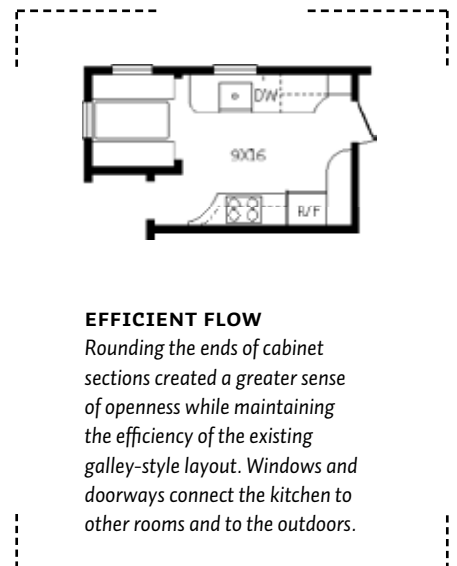 DW
9X16
R/F
EFFICIENT FLOW
Rounding the ends of cabinet
sections created a greater sense
of openness while maintaining
the efficiency of the existing
galley-style layout. Windows and
doorways connect the kitchen to
other rooms and to the outdoors.